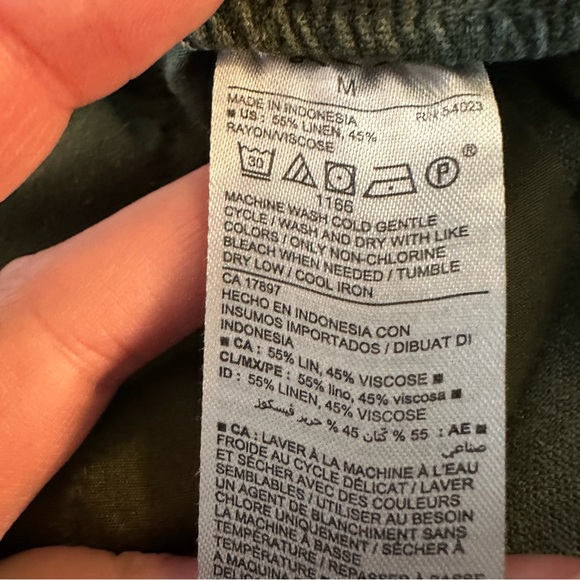 M
MADE IN INDONESIA RN 54023
■ US : 55% LINEN, 45%
RAYON/VISCOSE
30 P ®
1166
MACHINE WASH COLD GENTLE
CYCLE / WASH AND DRY WITH LIKE
COLORS / ONLY NON-CHLORINE
BLEACH WHEN NEEDED / TUMBLE
DRY LOW / COOL IRON
CA 17897
HECHO EN INDONESIA CON
INSUMOS IMPORTADOS / DIBUAT DI
INDONESIA
■ CA : 55% LIN, 45% VISCOSE ■
CL/MX/PE : 55% lino, 45% viscosa ■
ID : 55% LINEN, 45% VISCOSE
■ AE : 55 % كتان 45 % حرير فيسكوز
صناعي
■ CA : LAVER À LA MACHINE À L'EAU
FROIDE AU CYCLE DÉLICAT / LAVER
ET SÉCHER AVEC DES COULEURS
SEMBLABLES / UTILISER AU BESOIN
UN AGENT DE BLANCHIMENT SANS
CHLORE UNIQUEMENT / SÉCHER À
LA MACHINE À BASSE
TEMPÉRATURE / REPASSER À BASSE